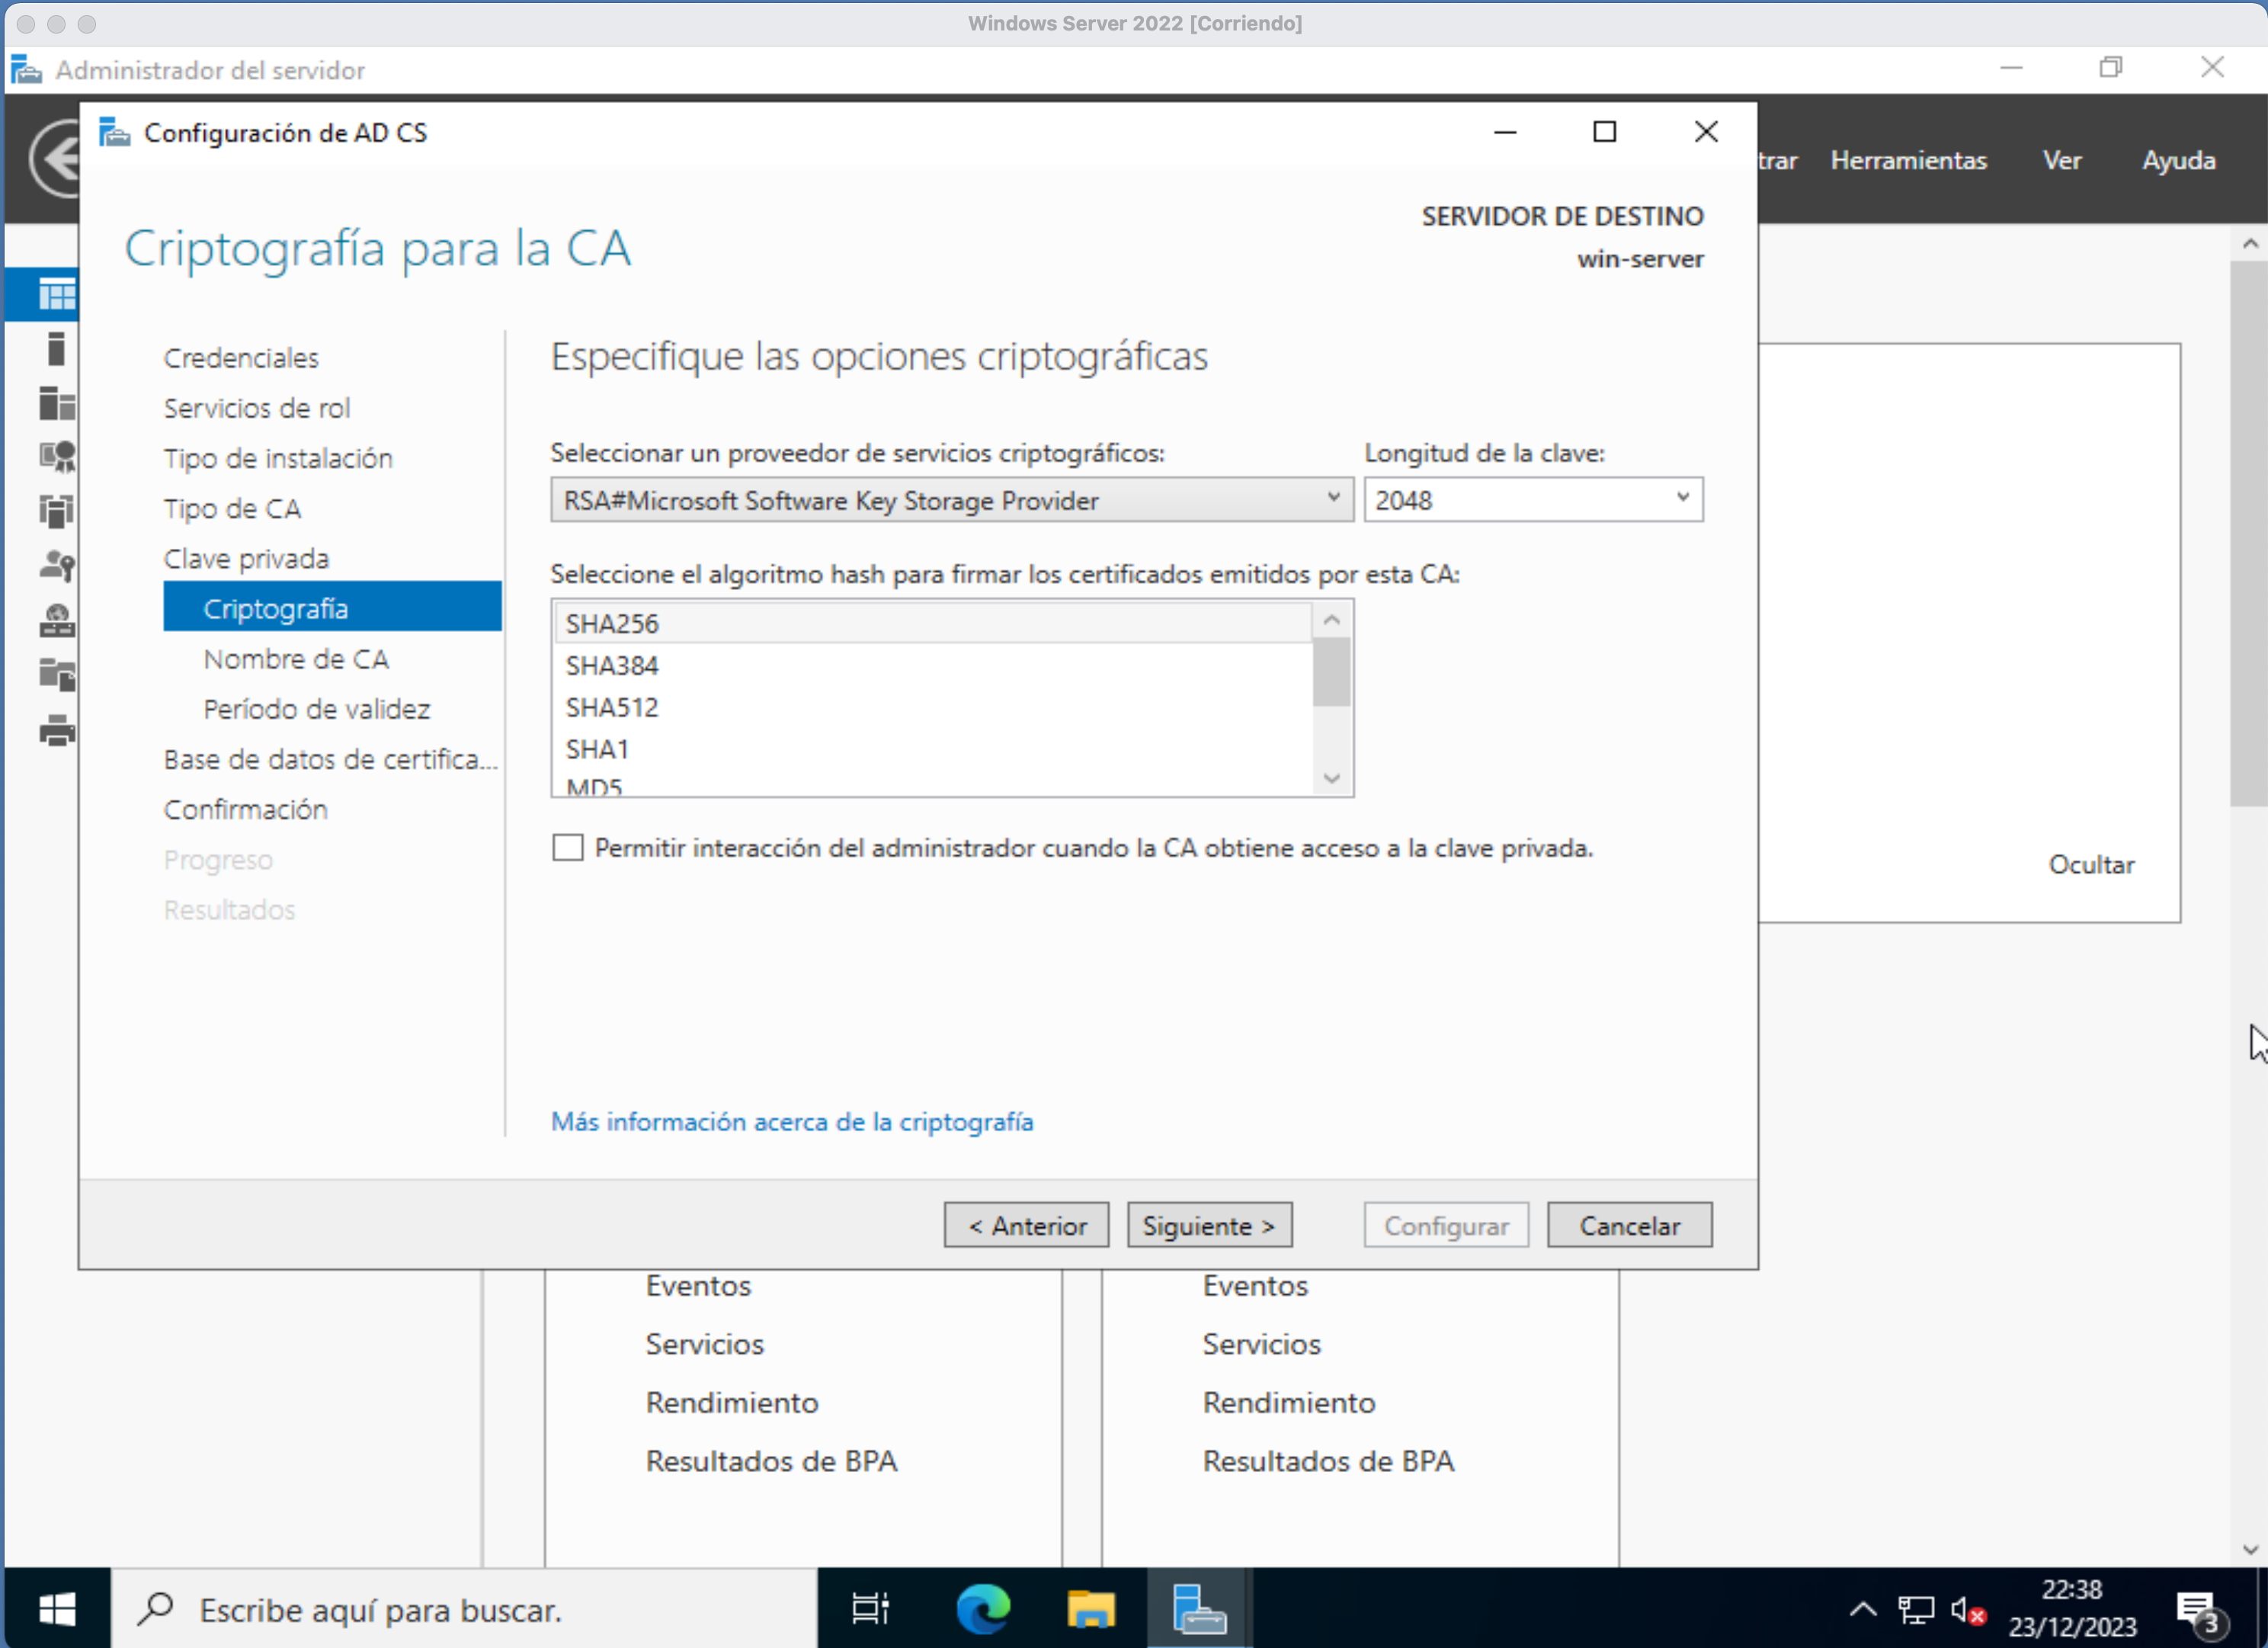 Windows Server 2022 [Corriendo]
Administrador del servidor
Configuración de AD CS
trar Herramientas Ver Ayuda
Criptografía para la CA
SERVIDOR DE DESTINO
win-server
Credenciales
Servicios de rol
Tipo de instalación
Tipo de CA
Clave privada
Criptografía
Nombre de CA
Período de validez
Base de datos de certifica...
Confirmación
Progreso
Resultados
Especifique las opciones criptográficas
Seleccionar un proveedor de servicios criptográficos:
Longitud de la clave:
RSA#Microsoft Software Key Storage Provider
2048
Seleccione el algoritmo hash para firmar los certificados emitidos por esta CA:
SHA256
SHA384
SHA512
SHA1
MD5
Permitir interacción del administrador cuando la CA obtiene acceso a la clave privada.
Ocultar
Más información acerca de la criptografía
< Anterior
Siguiente >
Configurar
Cancelar
Eventos
Servicios
Rendimiento
Resultados de BPA
Eventos
Servicios
Rendimiento
Resultados de BPA
Escribe aquí para buscar.
22:38
23/12/2023
3